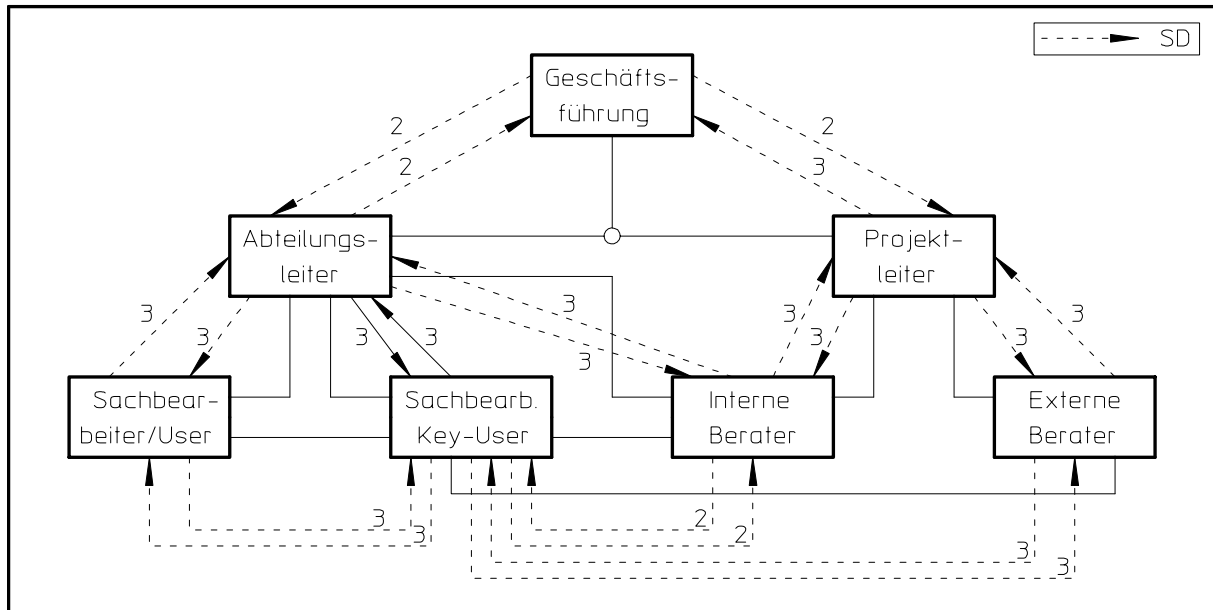 SD
Geschäfts-
führung
2
2
2
3
Abteilungs-
leiter
Projekt-
leiter
3
3
3
3
3
3
3
3
3
3
Sachbear-
beiter/User
Sachbearb.
Key-User
Interne
Berater
Externe
Berater
3
3
2
2
3
3